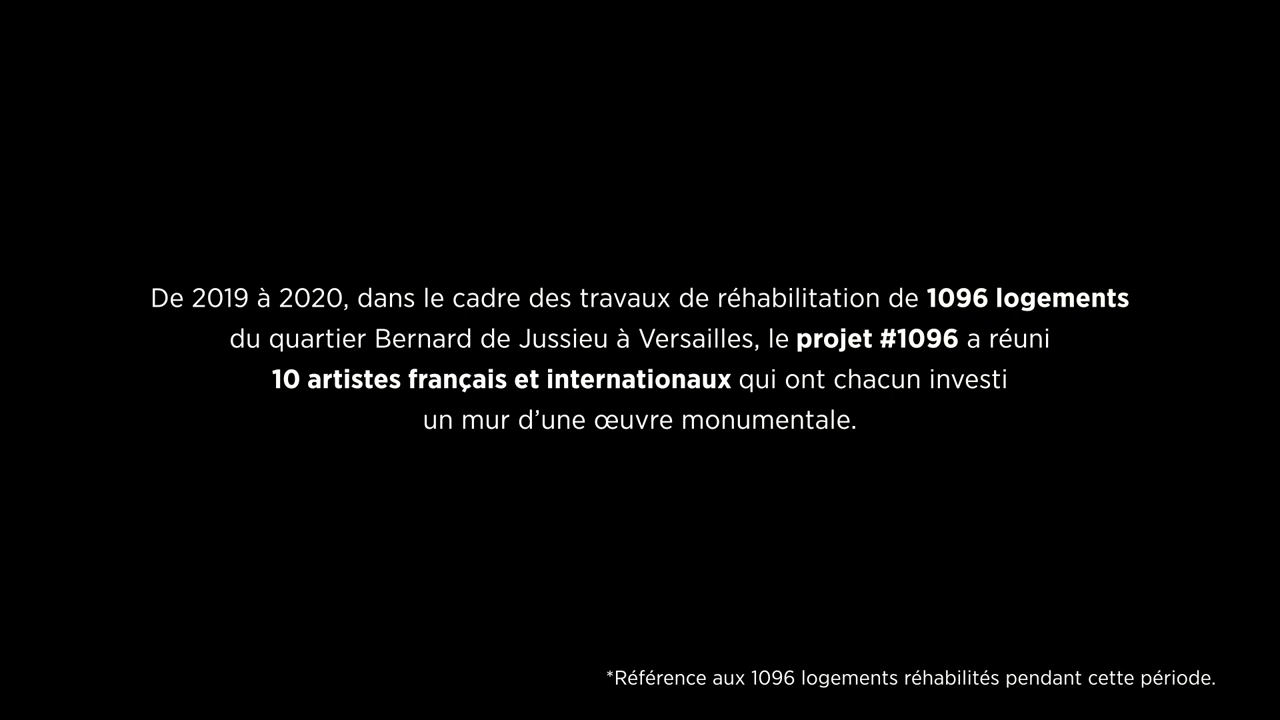 De 2019 à 2020, dans le cadre des travaux de réhabilitation de 1096 logements
du quartier Bernard de Jussieu à Versailles, le projet #1096 a réuni
10 artistes français et internationaux qui ont chacun investi
un mur d’une œuvre monumentale.
*Référence aux 1096 logements réhabilités pendant cette période.